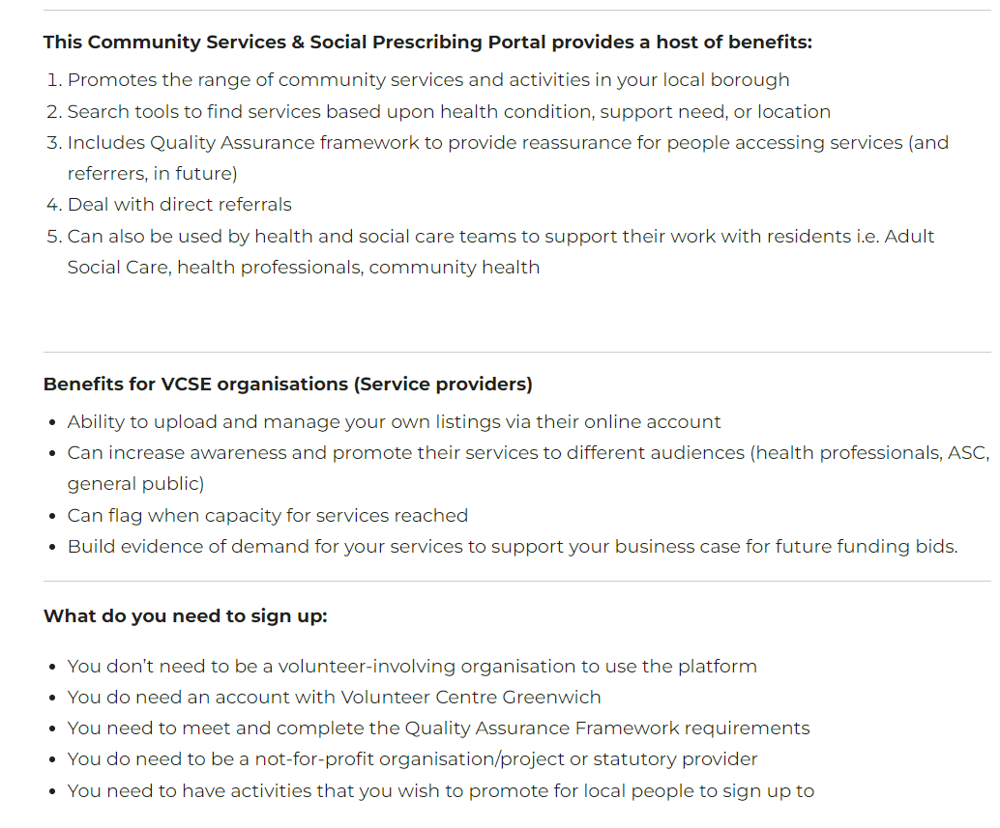 This Community Services & Social Prescribing Portal provides a host of benefits:
1. Promotes the range of community services and activities in your local borough
2. Search tools to find services based upon health condition, support need, or location
3. Includes Quality Assurance framework to provide reassurance for people accessing services (and
referrers, in future)
4. Deal with direct referrals
5. Can also be used by health and social care teams to support their work with residents i.e. Adult
Social Care, health professionals, community health
Benefits for VCSE organisations (Service providers)
• Ability to upload and manage your own listings via their online account
• Can increase awareness and promote their services to different audiences (health professionals, ASC,
general public)
• Can flag when capacity for services reached
• Build evidence of demand for your services to support your business case for future funding bids.
What do you need to sign up:
• You don’t need to be a volunteer-involving organisation to use the platform
• You do need an account with Volunteer Centre Greenwich
• You need to meet and complete the Quality Assurance Framework requirements
• You do need to be a not-for-profit organisation/project or statutory provider
• You need to have activities that you wish to promote for local people to sign up to